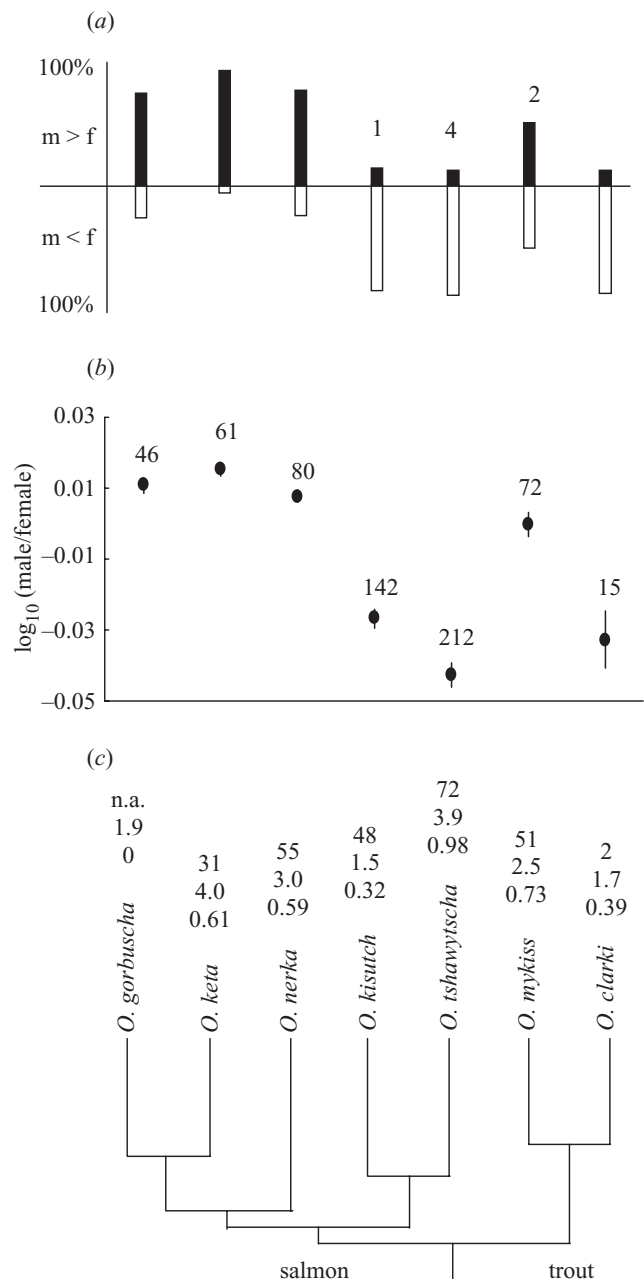 (a)
100%
m > f
1 4 2
m < f
100%
(b)
0.03
0.01
–0.01
–0.03
–0.05
log10 (male/female)
46 61 80 142 212 72 15
(c)
n.a.
1.9
0
O. gorbuscha
31
4.0
0.61
O. keta
55
3.0
0.59
O. nerka
48
1.5
0.32
O. kisutch
72
3.9
0.98
O. tshawytscha
51
2.5
0.73
O. mykiss
2
1.7
0.39
O. clarki
salmon trout